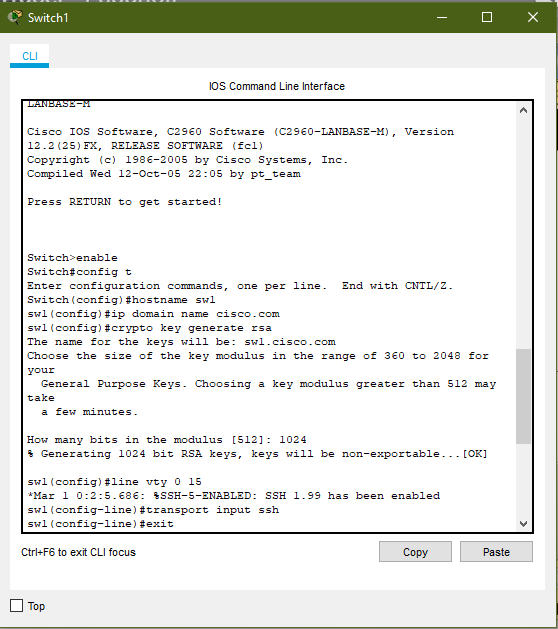 Switch1
CLI
IOS Command Line Interface
LANBASE-M
Cisco IOS Software, C2960 Software (C2960-LANBASE-M), Version
12.2(25)FX, RELEASE SOFTWARE (fc1)
Copyright (c) 1986-2005 by Cisco Systems, Inc.
Compiled Wed 12-Oct-05 22:05 by pt_team
Press RETURN to get started!
Switch>enable
Switch#config t
Enter configuration commands, one per line.  End with CNTL/Z.
Switch(config)#hostname sw1
sw1(config)#ip domain name cisco.com
sw1(config)#crypto key generate rsa
The name for the keys will be: sw1.cisco.com
Choose the size of the key modulus in the range of 360 to 2048 for
your
General Purpose Keys. Choosing a key modulus greater than 512 may
take
a few minutes.
How many bits in the modulus [512]: 1024
% Generating 1024 bit RSA keys, keys will be non-exportable...[OK]
sw1(config)#line vty 0 15
*Mar 1 0:2:5.686: %SSH-5-ENABLED: SSH 1.99 has been enabled
sw1(config-line)#transport input ssh
sw1(config-line)#exit
Ctrl+F6 to exit CLI focus
Copy
Paste
Top